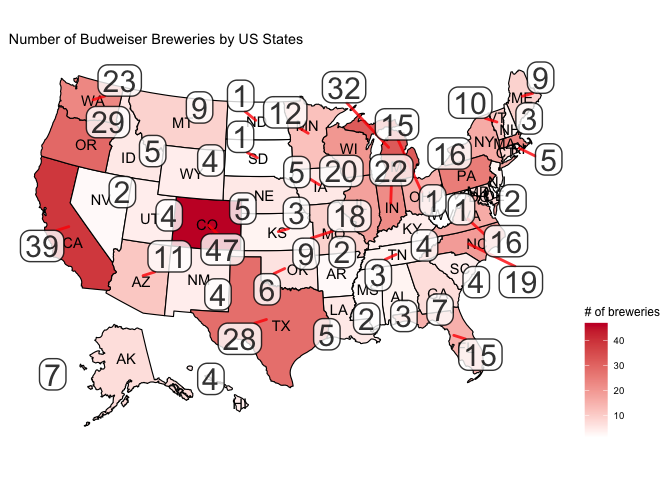 Number of Budweiser Breweries by US States
23
9
1
12
32
9
WA
MT
ND
MN
ME
10
29
15
3
OR
1
WI
NY
NH
MA
ID
5
4
SD
20
22
16
5
WY
5
IA
PA
NV
2
NE
1
1
2
UT
4
CO
5
3
18
IN
39
CA
47
KS
9
2
KY
4
16
11
MO
NC
19
AZ
NM
4
OK
6
AR
3
TN
SC
4
28
TX
5
LA
2
MS
3
AL
7
GA
15
7
AK
4
HI
# of breweries
40
30
20
10